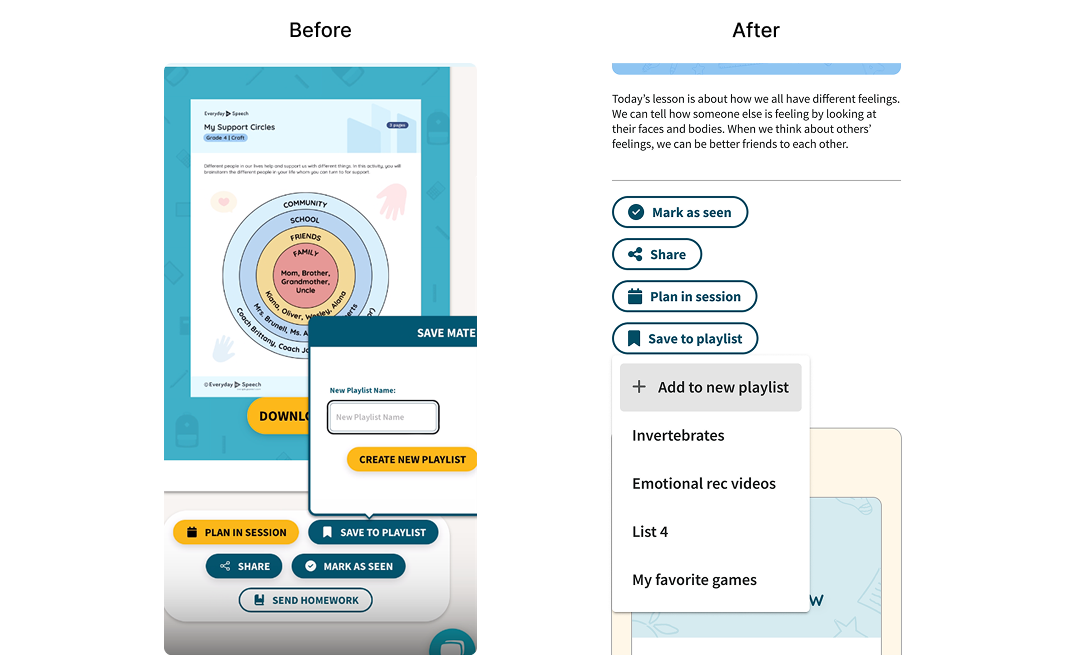 Before
After
Everyday Speech
My Support Circles
3 pages
Grade 4 | Craft
Different people in our lives help and support us with different things. In this activity, you will
brainstorm the different people in your life whom you can turn to for support.
COMMUNITY
SCHOOL
FRIENDS
FAMILY
Mom, Brother,
Grandmother,
Uncle
Kiana, Oliver, Wesley, Alana
Mrs. Brunell, Ms. A
Coach Brittany, Coach Jo
© Everyday Speech
DOWNLO
SAVE MATE
New Playlist Name:
New Playlist Name
CREATE NEW PLAYLIST
PLAN IN SESSION
SAVE TO PLAYLIST
SHARE
MARK AS SEEN
SEND HOMEWORK
Today's lesson is about how we all have different feelings.
We can tell how someone else is feeling by looking at
their faces and bodies. When we think about others'
feelings, we can be better friends to each other.
Mark as seen
Share
Plan in session
Save to playlist
+ Add to new playlist
Invertebrates
Emotional rec videos
List 4
My favorite games
W